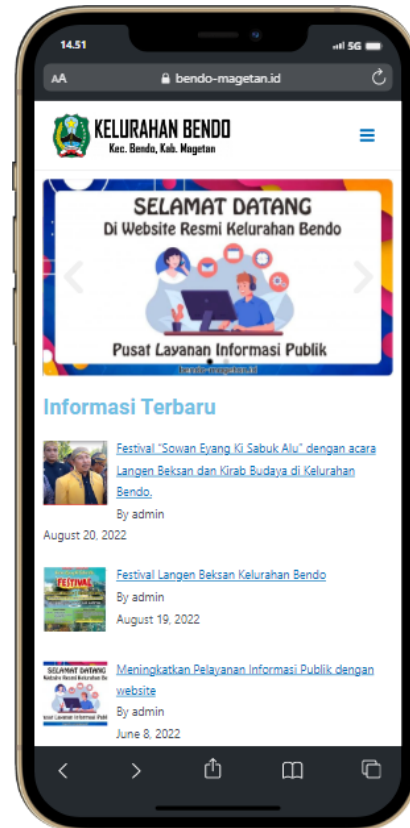 14.51
5G
AA
bendo-magetan.id
KELURAHAN BENDO
Kec. Bendo, Kab. Magetan
SELAMAT DATANG
Di Website Resmi Kelurahan Bendo
Pusat Layanan Informasi Publik
bendo-magetan.id
Informasi Terbaru
Festival "Sowan Eyang Ki Sabuk Alu" dengan acara
Langen Beksan dan Kirab Budaya di Kelurahan
Bendo.
By admin
August 20, 2022
FESTIVAL
Festival Langen Beksan Kelurahan Bendo
By admin
August 19, 2022
SELAMAT DATANG
Meningkatkan Pelayanan Informasi Publik dengan
website
By admin
June 8, 2022